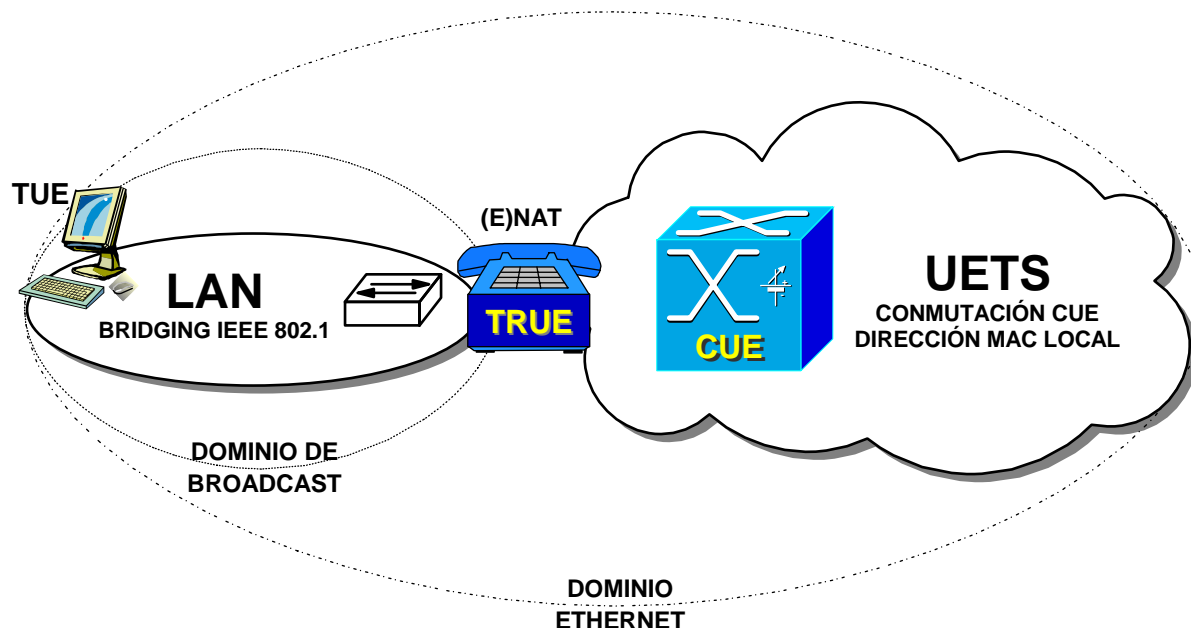 TUE
(E)NAT
LAN
BRIDGING IEEE 802.1
TRUE
CUE
UETS
CONMUTACIÓN CUE
DIRECCIÓN MAC LOCAL
DOMINIO DE
BROADCAST
DOMINIO
ETHERNET